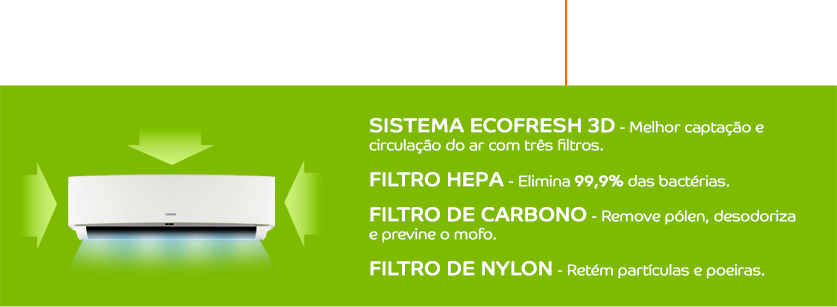 SISTEMA ECOFRESH 3D - Melhor captação e
circulação do ar com três filtros.
FILTRO HEPA - Elimina 99,9% das bactérias.
FILTRO DE CARBONO - Remove pólen, desodoriza
e previne o mofo.
FILTRO DE NYLON - Retém partículas e poeiras.